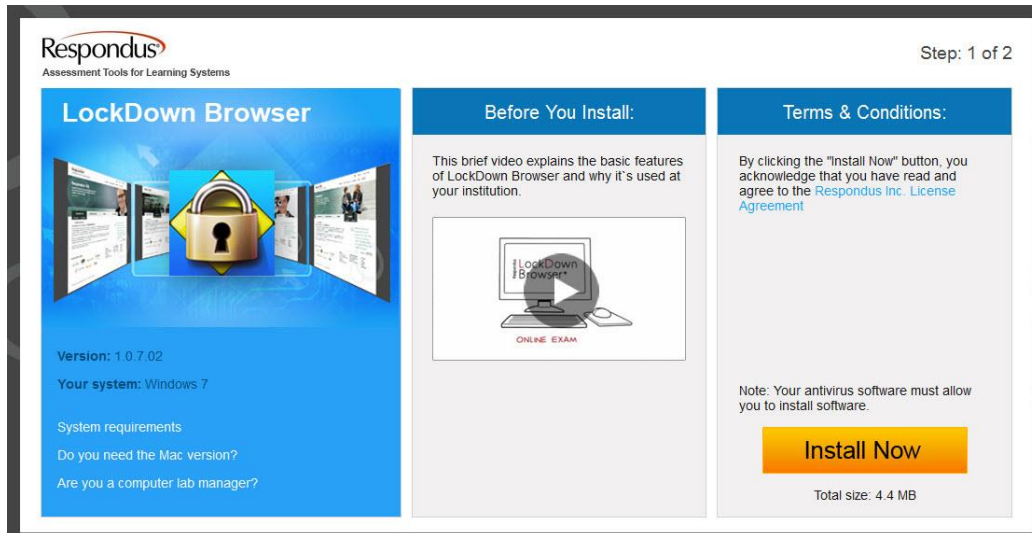 Respondus
Assessment Tools for Learning Systems
Step: 1 of 2
LockDown Browser
Version: 1.0.7.02
Your system: Windows 7
System requirements
Do you need the Mac version?
Are you a computer lab manager?
Before You Install:
This brief video explains the basic features
of LockDown Browser and why it`s used at
your institution.
Respondus
LockDown
Browser
ONLINE EXAM
Terms & Conditions:
By clicking the "Install Now" button, you
acknowledge that you have read and
agree to the Respondus Inc. License
Agreement
Note: Your antivirus software must allow
you to install software.
Install Now
Total size: 4.4 MB